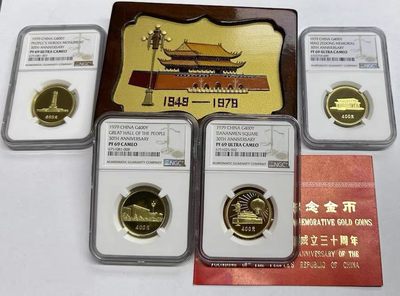 1979 CHINA G400Y
PEOPLE'S HEROES MONUMENT
30TH ANNIVERSARY
PF 69 ULTRA CAMEO
NGC
400元
1949—1979
1979 CHINA G400Y
MAO ZEDONG MEMORIAL
30TH ANNIVERSARY
PF 69 ULTRA CAMEO
NGC
400元
1979 CHINA G400Y
GREAT HALL OF THE PEOPLE
30TH ANNIVERSARY
PF 69 CAMEO
NGC
400元
1979 CHINA G400Y
TIANANMEN SQUARE
30TH ANNIVERSARY
PF 69 ULTRA CAMEO
NGC
400元
念金币
GOLD COINS
成立三十周年
ANNIVERSARY OF THE
REPUBLIC OF CHINA